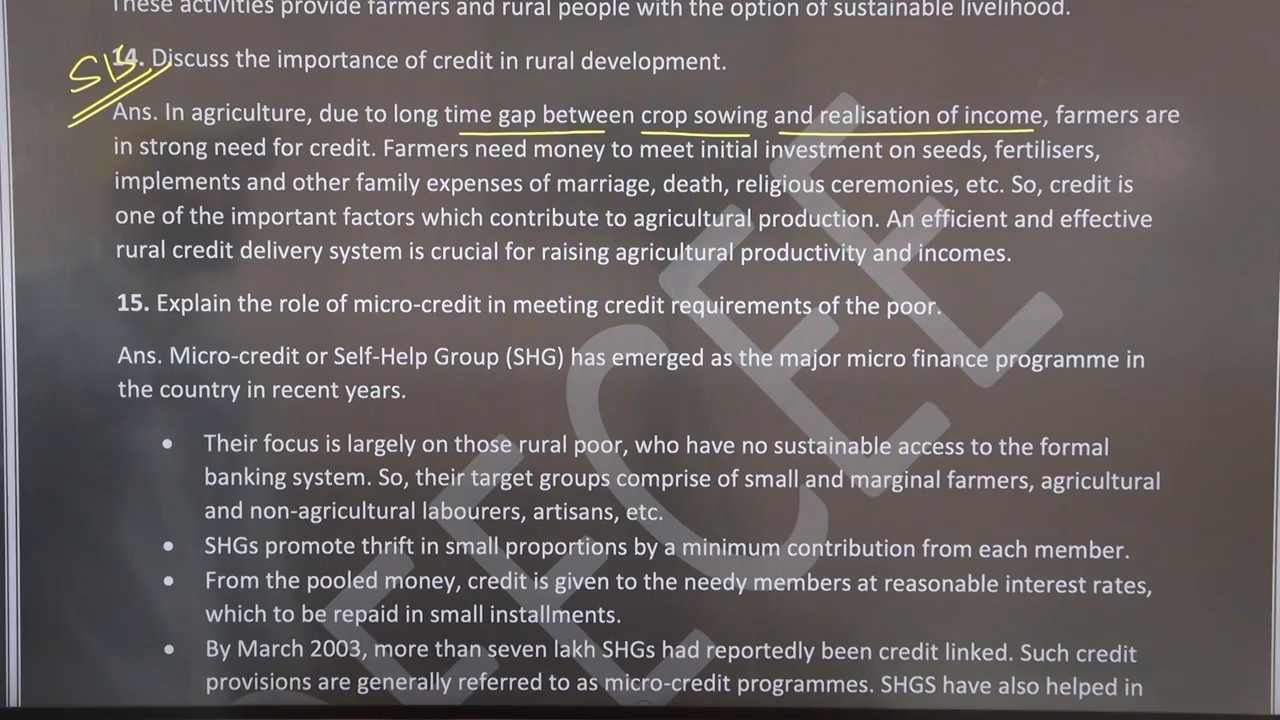 These activities provide farmers and rural people with the option of sustainable livelihood.
14. Discuss the importance of credit in rural development.
Ans. In agriculture, due to long time gap between crop sowing and realisation of income, farmers are
in strong need for credit. Farmers need money to meet initial investment on seeds, fertilisers,
implements and other family expenses of marriage, death, religious ceremonies, etc. So, credit is
one of the important factors which contribute to agricultural production. An efficient and effective
rural credit delivery system is crucial for raising agricultural productivity and incomes.
15. Explain the role of micro-credit in meeting credit requirements of the poor.
Ans. Micro-credit or Self-Help Group (SHG) has emerged as the major micro finance programme in
the country in recent years.
• Their focus is largely on those rural poor, who have no sustainable access to the formal
banking system. So, their target groups comprise of small and marginal farmers, agricultural
and non-agricultural labourers, artisans, etc.
• SHGs promote thrift in small proportions by a minimum contribution from each member.
• From the pooled money, credit is given to the needy members at reasonable interest rates,
which to be repaid in small installments.
• By March 2003, more than seven lakh SHGs had reportedly been credit linked. Such credit
provisions are generally referred to as micro-credit programmes. SHGS have also helped in